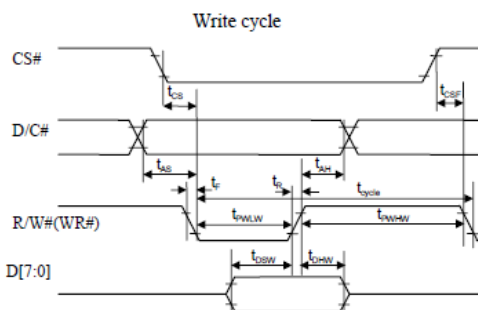 Write cycle
CS#
tCS
tCSF
D/C#
tAS
tAH
tF
tR
tcycle
R/W#(WR#)
tPWLW
tPWHW
D[7:0]
tDSW
tDHW